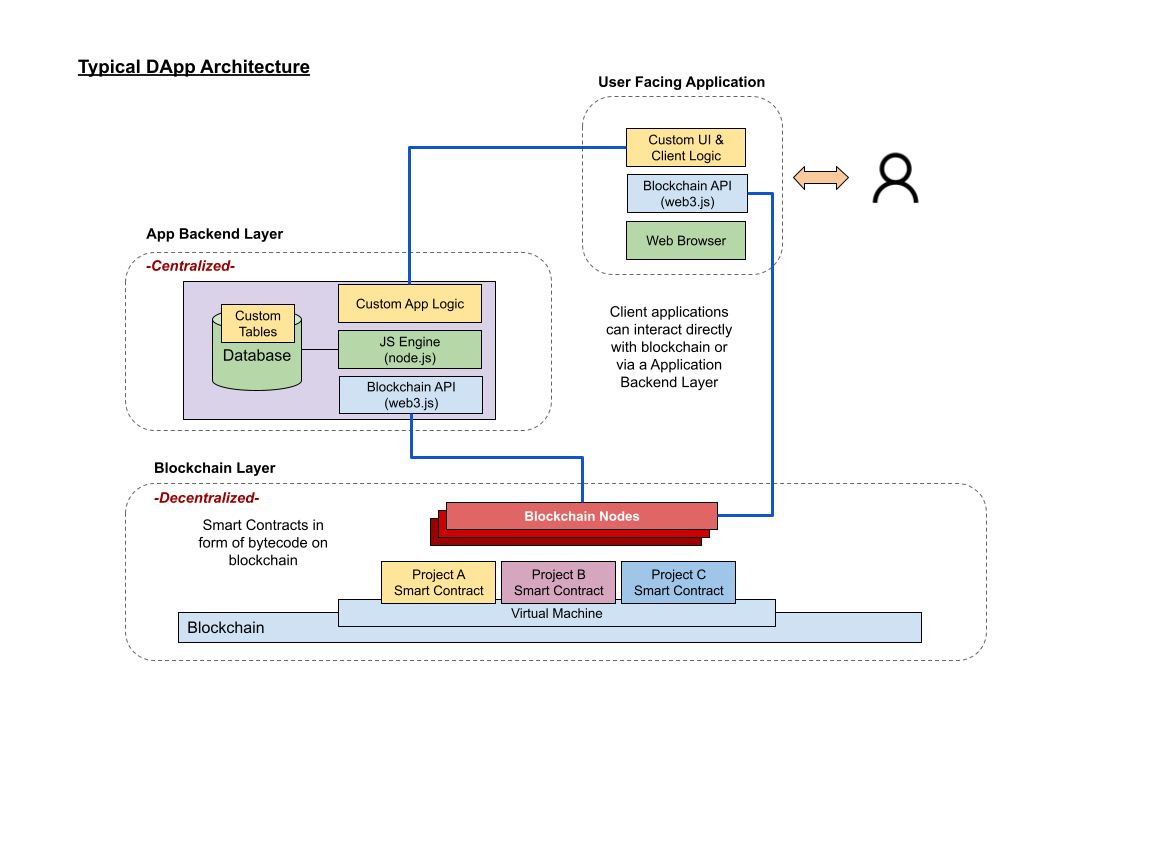 Typical DApp Architecture
User Facing Application
Custom UI &
Client Logic
Blockchain API
(web3.js)
Web Browser
App Backend Layer
-Centralized-
Custom
Tables
Database
Custom App Logic
JS Engine
(node.js)
Blockchain API
(web3.js)
Client applications
can interact directly
with blockchain or
via a Application
Backend Layer
Blockchain Layer
-Decentralized-
Smart Contracts in
form of bytecode on
blockchain
Blockchain Nodes
Project A
Smart Contract
Project B
Smart Contract
Project C
Smart Contract
Virtual Machine
Blockchain